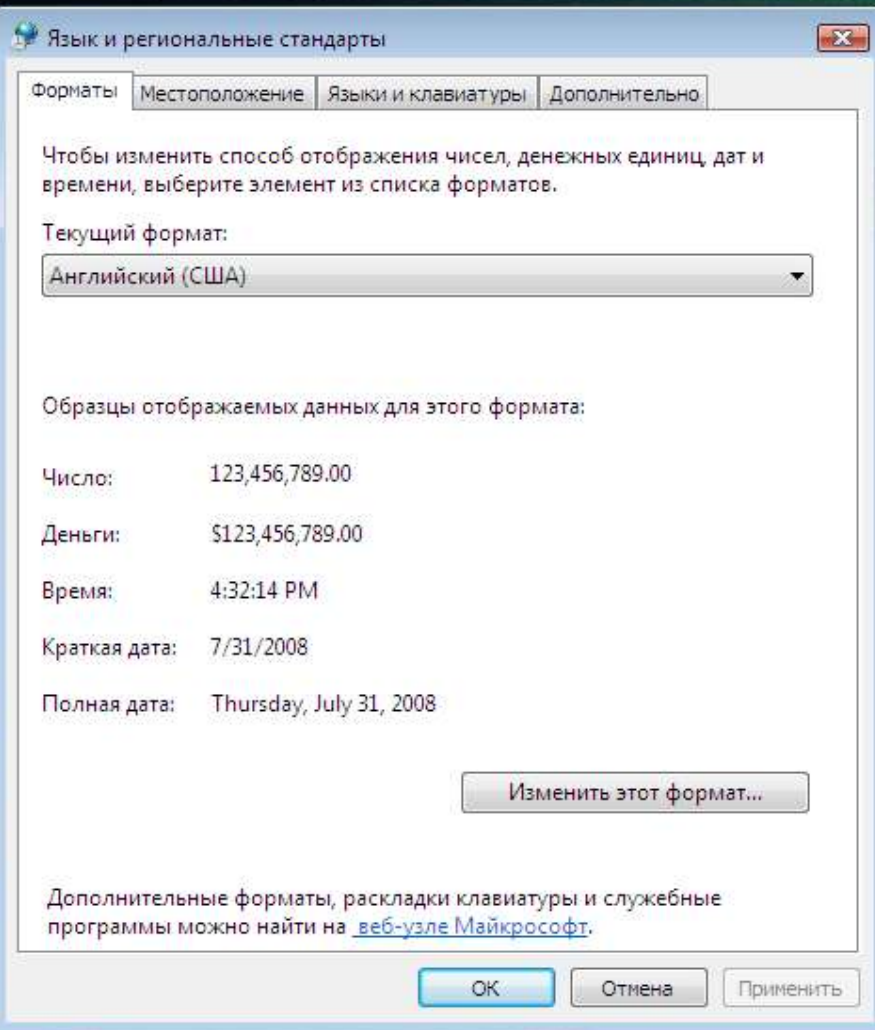 Язык и региональные стандарты
Форматы Местоположение Языки и клавиатуры Дополнительно
Чтобы изменить способ отображения чисел, денежных единиц, дат и
времени, выберите элемент из списка форматов.
Текущий формат:
Английский (США)
Образцы отображаемых данных для этого формата:
Число: 123,456,789.00
Деньги: $123,456,789.00
Время: 4:32:14 PM
Краткая дата: 7/31/2008
Полная дата: Thursday, July 31, 2008
Изменить этот формат...
Дополнительные форматы, раскладки клавиатуры и служебные
программы можно найти на веб-узле Майкрософт.
ОК Отмена Применить